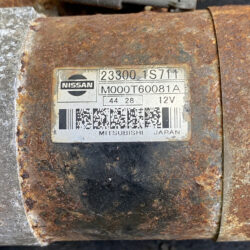 NISSAN
23300 1S711
M000T60081A
44 28 12V
MITSUBISHI JAPAN